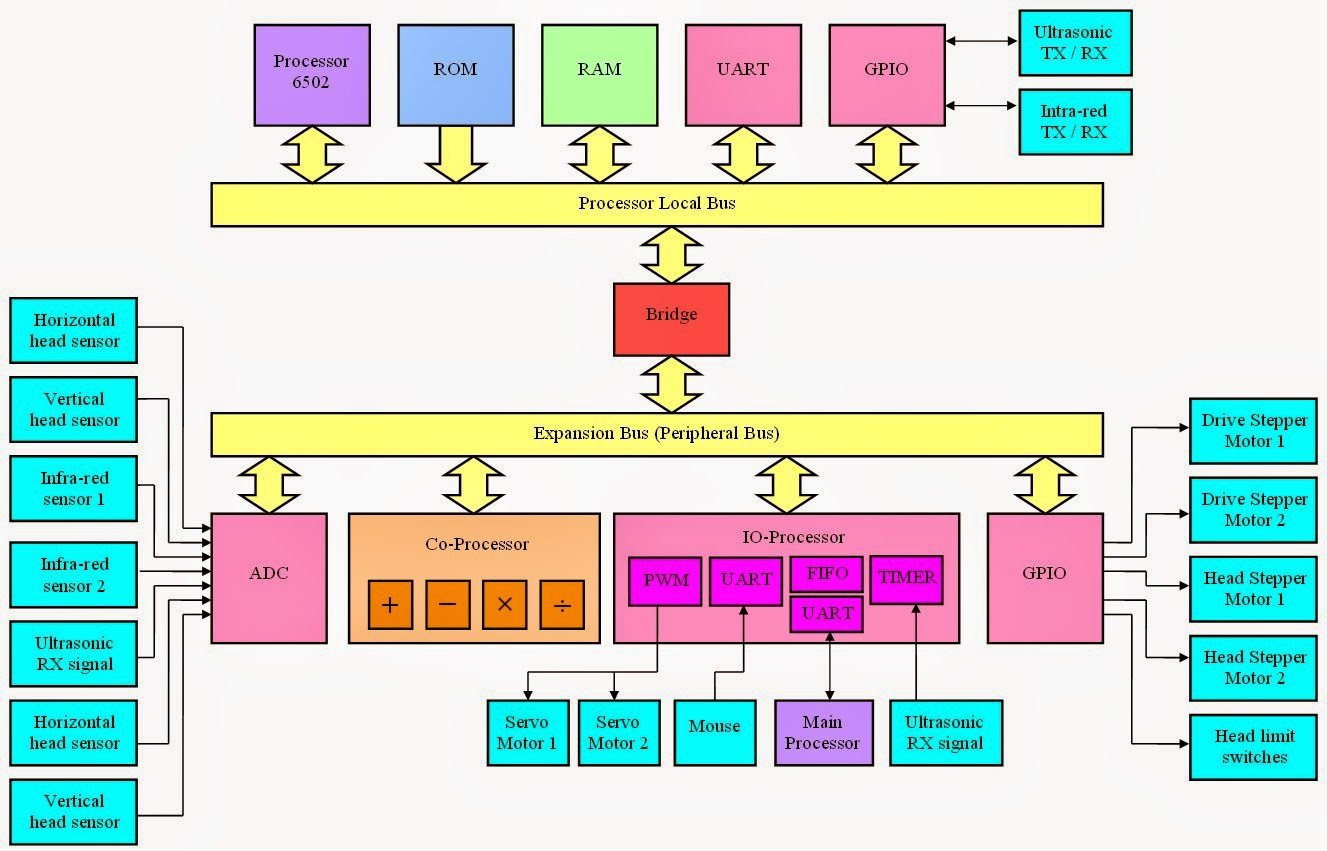 Processor
6502
ROM
RAM
UART
GPIO
Ultrasonic
TX / RX
Intra-red
TX / RX
Processor Local Bus
Bridge
Expansion Bus (Peripheral Bus)
Horizontal
head sensor
Vertical
head sensor
Infra-red
sensor 1
Infra-red
sensor 2
Ultrasonic
RX signal
Horizontal
head sensor
Vertical
head sensor
ADC
Co-Processor
+
−
×
÷
IO-Processor
PWM
UART
FIFO
UART
TIMER
GPIO
Servo
Motor 1
Servo
Motor 2
Mouse
Main
Processor
Ultrasonic
RX signal
Drive Stepper
Motor 1
Drive Stepper
Motor 2
Head Stepper
Motor 1
Head Stepper
Motor 2
Head limit
switches